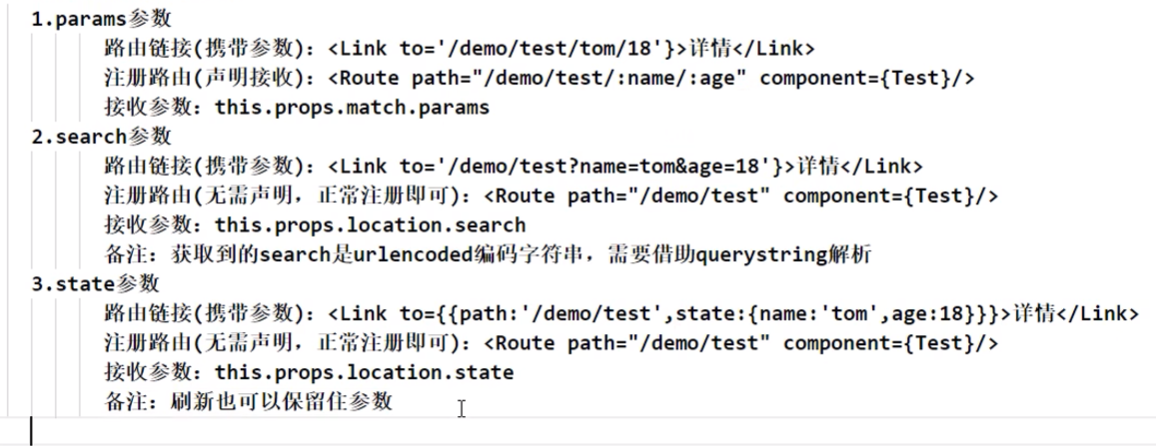 1.params参数
路由链接(携带参数)：<Link to='/demo/test/tom/18'}>详情</Link>
注册路由(声明接收)：<Route path="/demo/test/:name/:age" component={Test}/>
接收参数：this.props.match.params
2.search参数
路由链接(携带参数)：<Link to='/demo/test?name=tom&age=18'}>详情</Link>
注册路由(无需声明，正常注册即可)：<Route path="/demo/test" component={Test}/>
接收参数：this.props.location.search
备注：获取到的search是urlencoded编码字符串，需要借助querystring解析
3.state参数
路由链接(携带参数)：<Link to={{path:'/demo/test',state:{name:'tom',age:18}}}>详情</Link>
注册路由(无需声明，正常注册即可)：<Route path="/demo/test" component={Test}/>
接收参数：this.props.location.state
备注：刷新也可以保留住参数